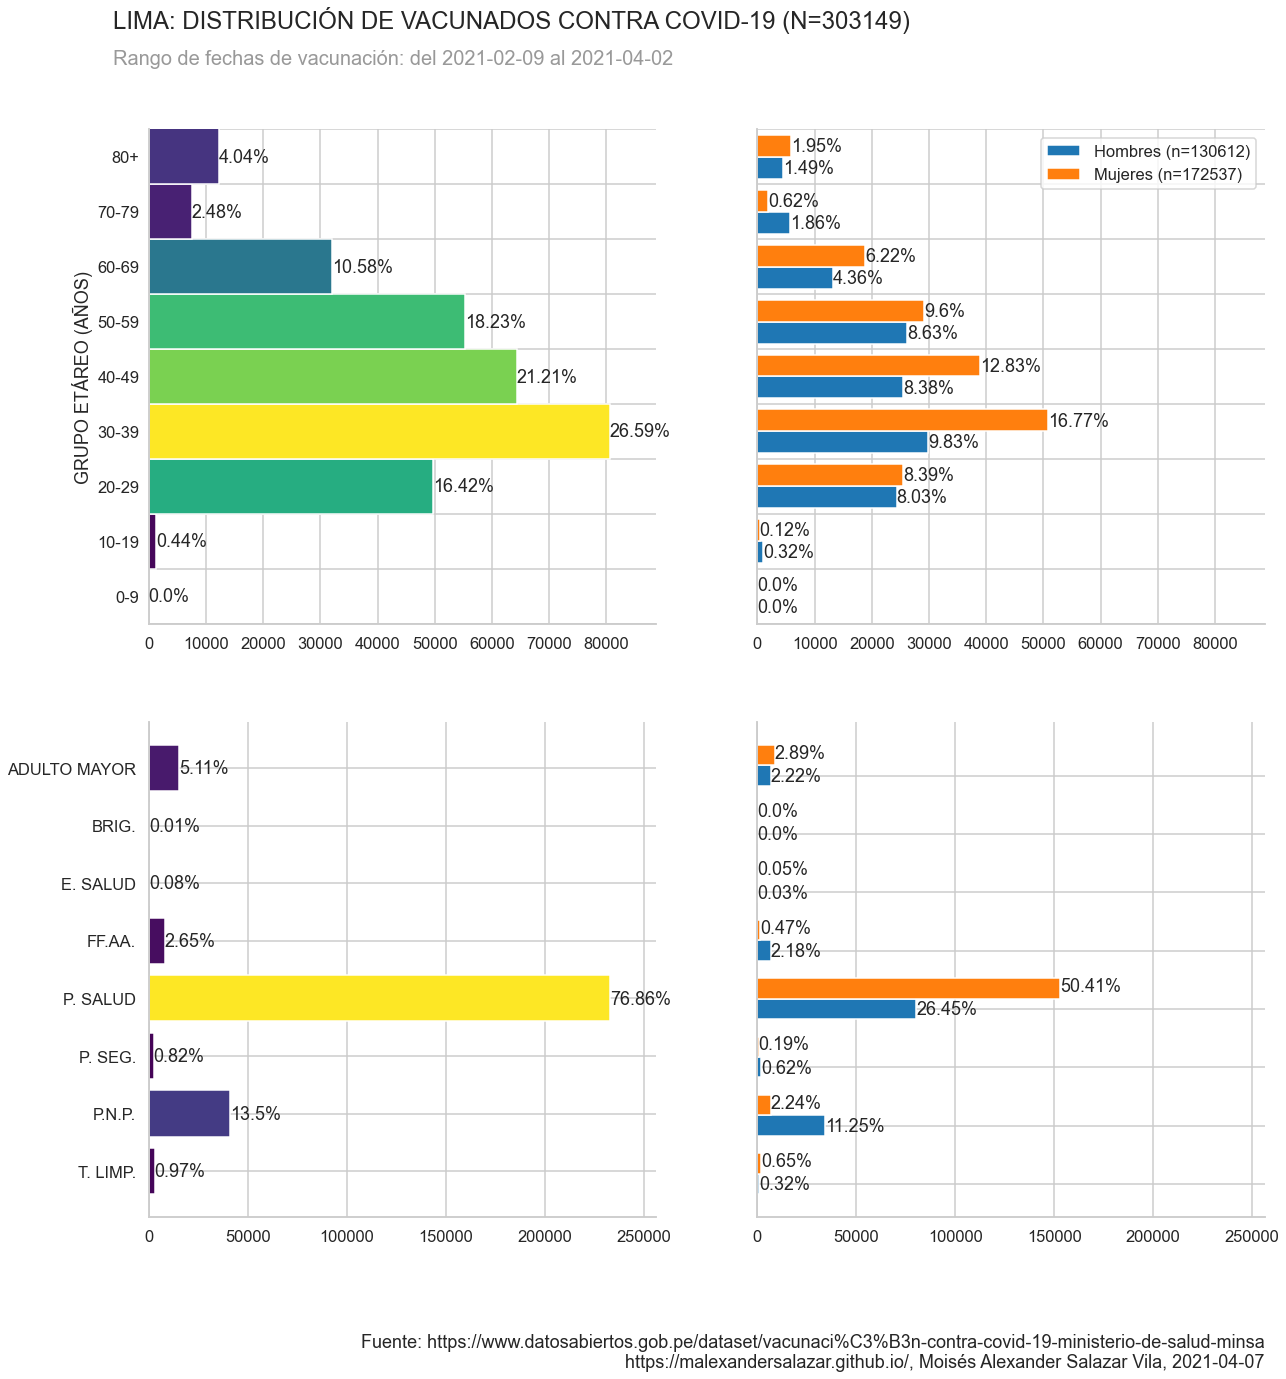 LIMA: DISTRIBUCIÓN DE VACUNADOS CONTRA COVID-19 (N=303149)
Rango de fechas de vacunación: del 2021-02-09 al 2021-04-02
GRUPO ETÁREO (AÑOS)
80+ 4.04%
70-79 2.48%
60-69 10.58%
50-59 18.23%
40-49 21.21%
30-39 26.59%
20-29 16.42%
10-19 0.44%
0-9 0.0%
0 10000 20000 30000 40000 50000 60000 70000 80000
Hombres (n=130612)
Mujeres (n=172537)
1.95%
1.49%
0.62%
1.86%
6.22%
4.36%
9.6%
8.63%
12.83%
8.38%
16.77%
9.83%
8.39%
8.03%
0.12%
0.32%
0.0%
0.0%
0 10000 20000 30000 40000 50000 60000 70000 80000
ADULTO MAYOR 5.11%
BRIG. 0.01%
E. SALUD 0.08%
FF.AA. 2.65%
P. SALUD 76.86%
P. SEG. 0.82%
P.N.P. 13.5%
T. LIMP. 0.97%
0 50000 100000 150000 200000 250000
2.89%
2.22%
0.0%
0.0%
0.05%
0.03%
0.47%
2.18%
50.41%
26.45%
0.19%
0.62%
2.24%
11.25%
0.65%
0.32%
0 50000 100000 150000 200000 250000
Fuente: https://www.datosabiertos.gob.pe/dataset/vacunaci%C3%B3n-contra-covid-19-ministerio-de-salud-minsa
https://malexandersalazar.github.io/, Moisés Alexander Salazar Vila, 2021-04-07